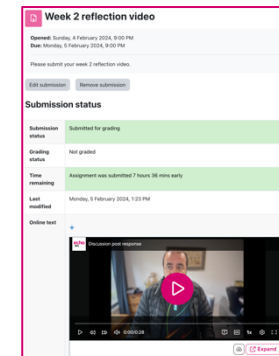 Week 2 reflection video
Opened: Sunday, 4 February 2024, 9:00 PM
Due: Monday, 5 February 2024, 9:00 PM
Please submit your week 2 reflection video.
Edit submission Remove submission
Submission status
Submission status Submitted for grading
Grading status Not graded
Time remaining Assignment was submitted 7 hours 36 mins early
Last modified Monday, 5 February 2024, 1:23 PM
Online text +
echo Discussion post response
0:00/0:28 1x
Expand